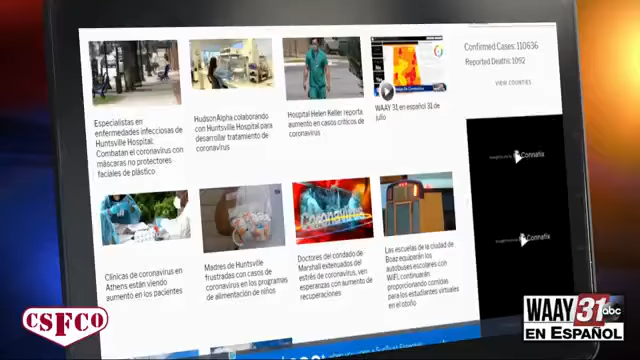 Confirmed Cases: 110636
Reported Deaths: 1092
VIEW COUNTIES
Especialistas en
enfermedades infecciosas de
Huntsville Hospital:
Combatan el coronavirus con
máscaras no protectores
faciales de plástico
HudsonAlpha colaborando
con Huntsville Hospital para
desarrollar tratamiento de
coronavirus
Hospital Helen Keller reporta
aumento en casos críticos de
coronavirus
WAAY 31 en español 31 de
julio
Clínicas de coronavirus en
Athens están viendo
aumento en los pacientes
Madres de Huntsville
frustradas con casos de
coronavirus en los programas
de alimentación de niños
Coronavirus
Doctores del condado de
Marshall extenuados del
estrés de coronavirus, ven
esperanzas con aumento de
recuperaciones
Las escuelas de la ciudad de
Boaz equiparán los
autobuses escolares con
WiFi, continuarán
proporcionando comidas
para los estudiantes virtuales
en el otoño
Connatix
Connatix
CSFCO
WAAY 31 abc
EN ESPAÑOL